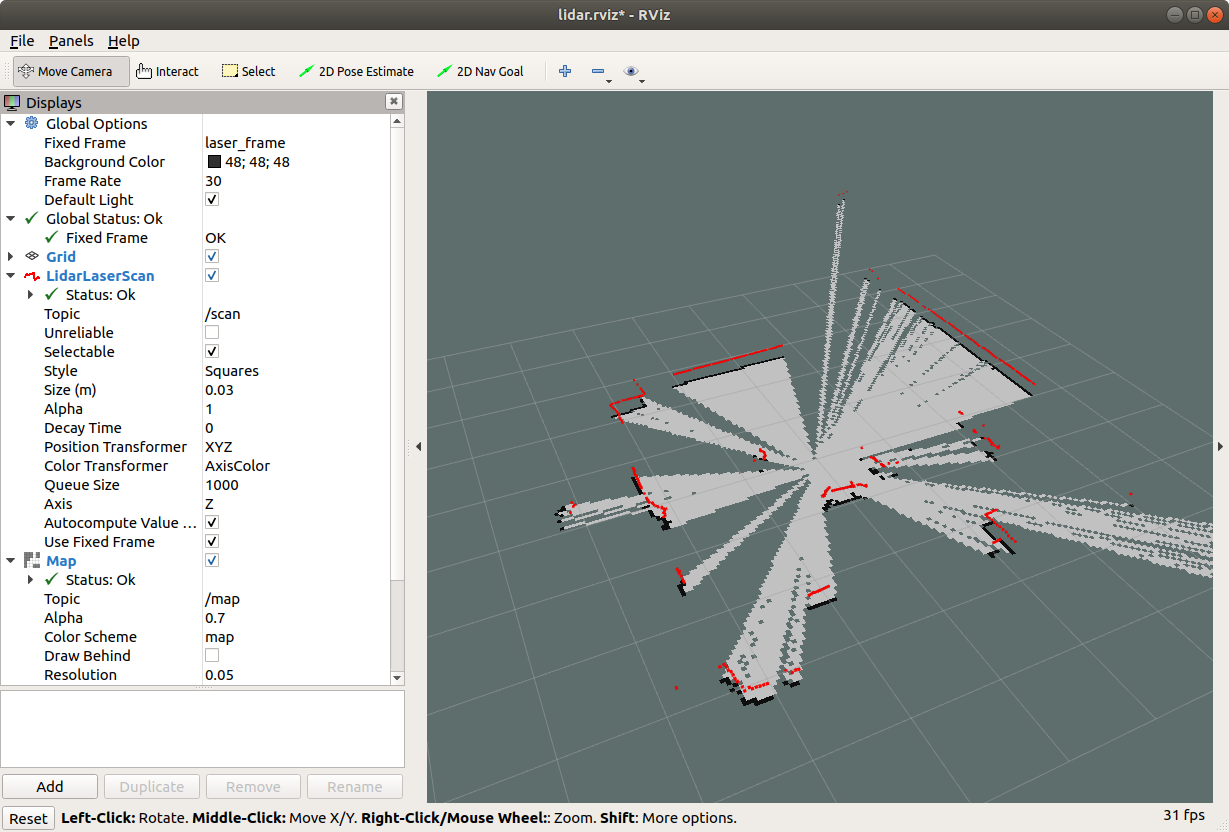 lidar.rviz* - RViz
File Panels Help
Move Camera Interact Select 2D Pose Estimate 2D Nav Goal
Displays
Global Options
Fixed Frame laser_frame
Background Color 48; 48; 48
Frame Rate 30
Default Light
Global Status: Ok
Fixed Frame OK
Grid
LidarLaserScan
Status: Ok
Topic /scan
Unreliable
Selectable
Style Squares
Size (m) 0.03
Alpha 1
Decay Time 0
Position Transformer XYZ
Color Transformer AxisColor
Queue Size 1000
Axis Z
Autocompute Value ...
Use Fixed Frame
Map
Status: Ok
Topic /map
Alpha 0.7
Color Scheme map
Draw Behind
Resolution 0.05
Add Duplicate Remove Rename
Reset Left-Click: Rotate. Middle-Click: Move X/Y. Right-Click/Mouse Wheel:: Zoom. Shift: More options. 31 fps